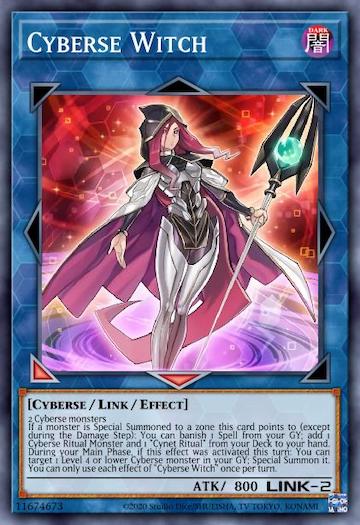 CYBERSE WITCH
DARK
闇
[CYBERSE / LINK / EFFECT]
2 Cyberse monsters
If a monster is Special Summoned to a zone this card points to (except
during the Damage Step): You can banish 1 Spell from your GY; add 1
Cyberse Ritual Monster and 1 "Cynet Ritual" from your Deck to your hand.
During your Main Phase, if this effect was activated this turn: You can
target 1 Level 4 or lower Cyberse monster in your GY; Special Summon it.
You can only use each effect of "Cyberse Witch" once per turn.
ATK/ 800 LINK-2
11674673 ©2020 Studio Dice/SHUEISHA, TV TOKYO, KONAMI